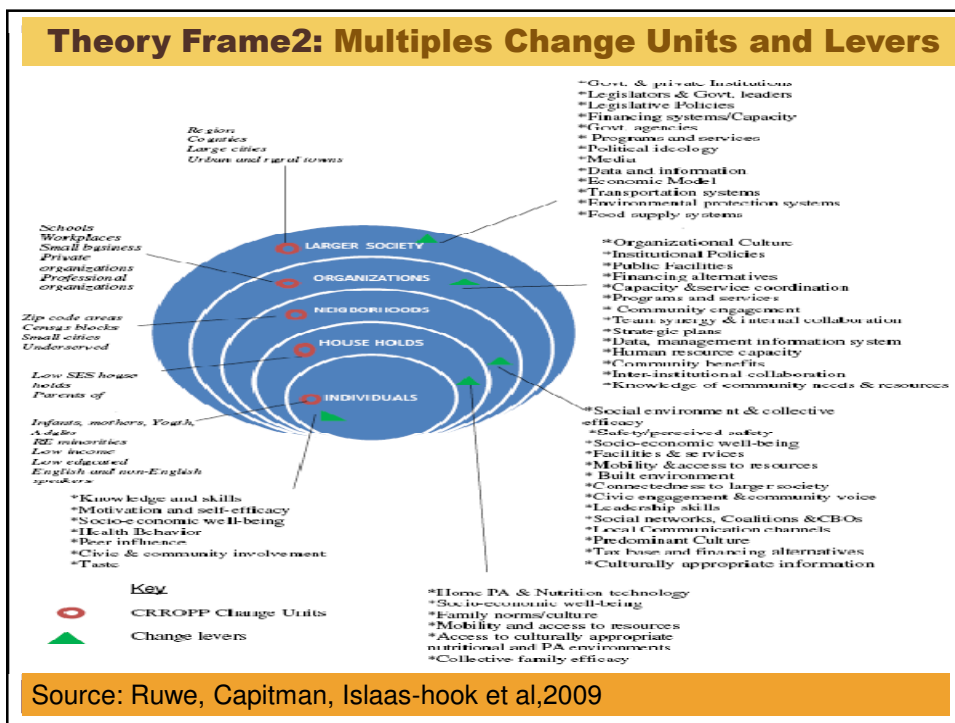 Theory Frame2: Multiples Change Units and Levers
*Govt. & private Institutions
*Legislators & Govt. leaders
*Legislative Policies
*Financing systems/Capacity
*Govt. agencies
* Programs and services
*Political ideology
*Media
*Data and information
*Economic Model
*Transportation systems
*Environmental protection systems
*Food supply systems
Region
Counties
Large cities
Urban and rural towns
Schools
Workplaces
Small business
Private
organizations
Professional
organizations
Zip code areas
Census blocks
Small cities
Underserved
Low SES house
holds
Parents of
Infants, mothers, Youth,
Adults
RE minorities
Low income
Low educated
English and non-English
speakers
LARGER SOCIETY
ORGANIZATIONS
NEIGBORHOODS
HOUSE HOLDS
INDIVIDUALS
*Organizational Culture
*Institutional Policies
*Public Facilities
*Financing alternatives
*Capacity &service coordination
*Programs and services
* Community engagement
*Team synergy & internal collaboration
*Strategic plans
*Data, management information system
*Human resource capacity
*Community benefits
*Inter-institutional collaboration
*Knowledge of community needs & resources
*Social environment & collective
efficacy
*Safety/perceived safety
*Socio-economic well-being
*Facilities & services
*Mobility &access to resources
* Built environment
*Connectedness to larger society
*Civic engagement &community voice
*Leadership skills
*Social networks, Coalitions &CBOs
*Local Communication channels
*Predominant Culture
*Tax base and financing alternatives
*Culturally appropriate information
*Knowledge and skills
*Motivation and self-efficacy
*Socio-economic well-being
*Health Behavior
*Peer influence
*Civic & community involvement
*Taste
*Home PA & Nutrition technology
*Socio-economic well-being
*Family norms/culture
*Mobility and access to resources
*Access to culturally appropriate
nutritional and PA environments
*Collective family efficacy
Key
CRROPP Change Units
Change levers
Source: Ruwe, Capitman, Islaas-hook et al,2009